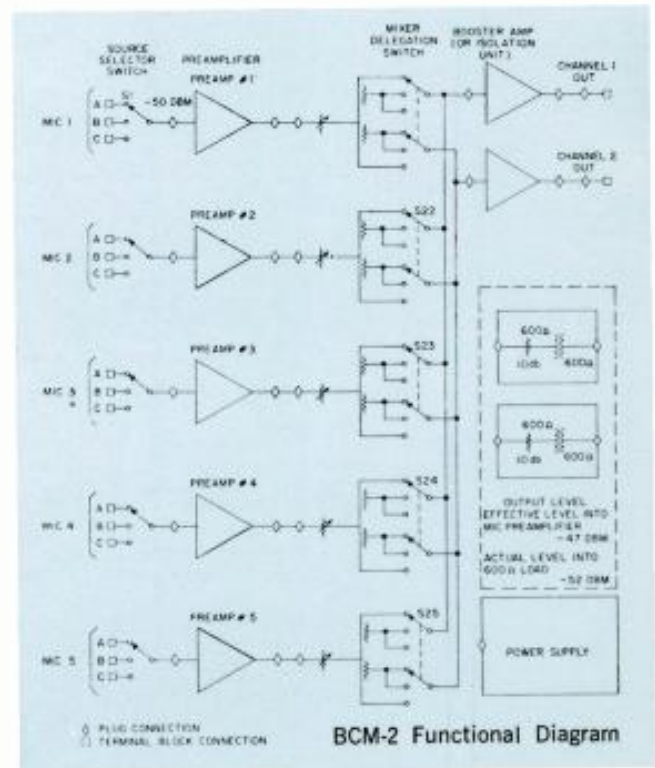 SOURCE
SELECTOR
SWITCH
PREAMPLIFIER
MIXER
DELEGATION
SWITCH
BOOSTER AMP
(OR ISOLATION
UNIT)
PREAMP #1
CHANNEL 1
OUT
MIC 1
A
B
C
S1
-50 DBM
CHANNEL 2
OUT
PREAMP #2
S22
MIC 2
A
B
C
PREAMP #3
S23
MIC 3
A
B
C
600Ω
10db
600Ω
600Ω
10db
600Ω
PREAMP #4
S24
MIC 4
A
B
C
OUTPUT LEVEL
EFFECTIVE LEVEL INTO
MIC PREAMPLIFIER
-47 DBM
ACTUAL LEVEL INTO
600Ω LOAD
-52 DBM
PREAMP #5
S25
MIC 5
A
B
C
POWER SUPPLY
PLUG CONNECTION
TERMINAL BLOCK CONNECTION
BCM-2 Functional Diagram